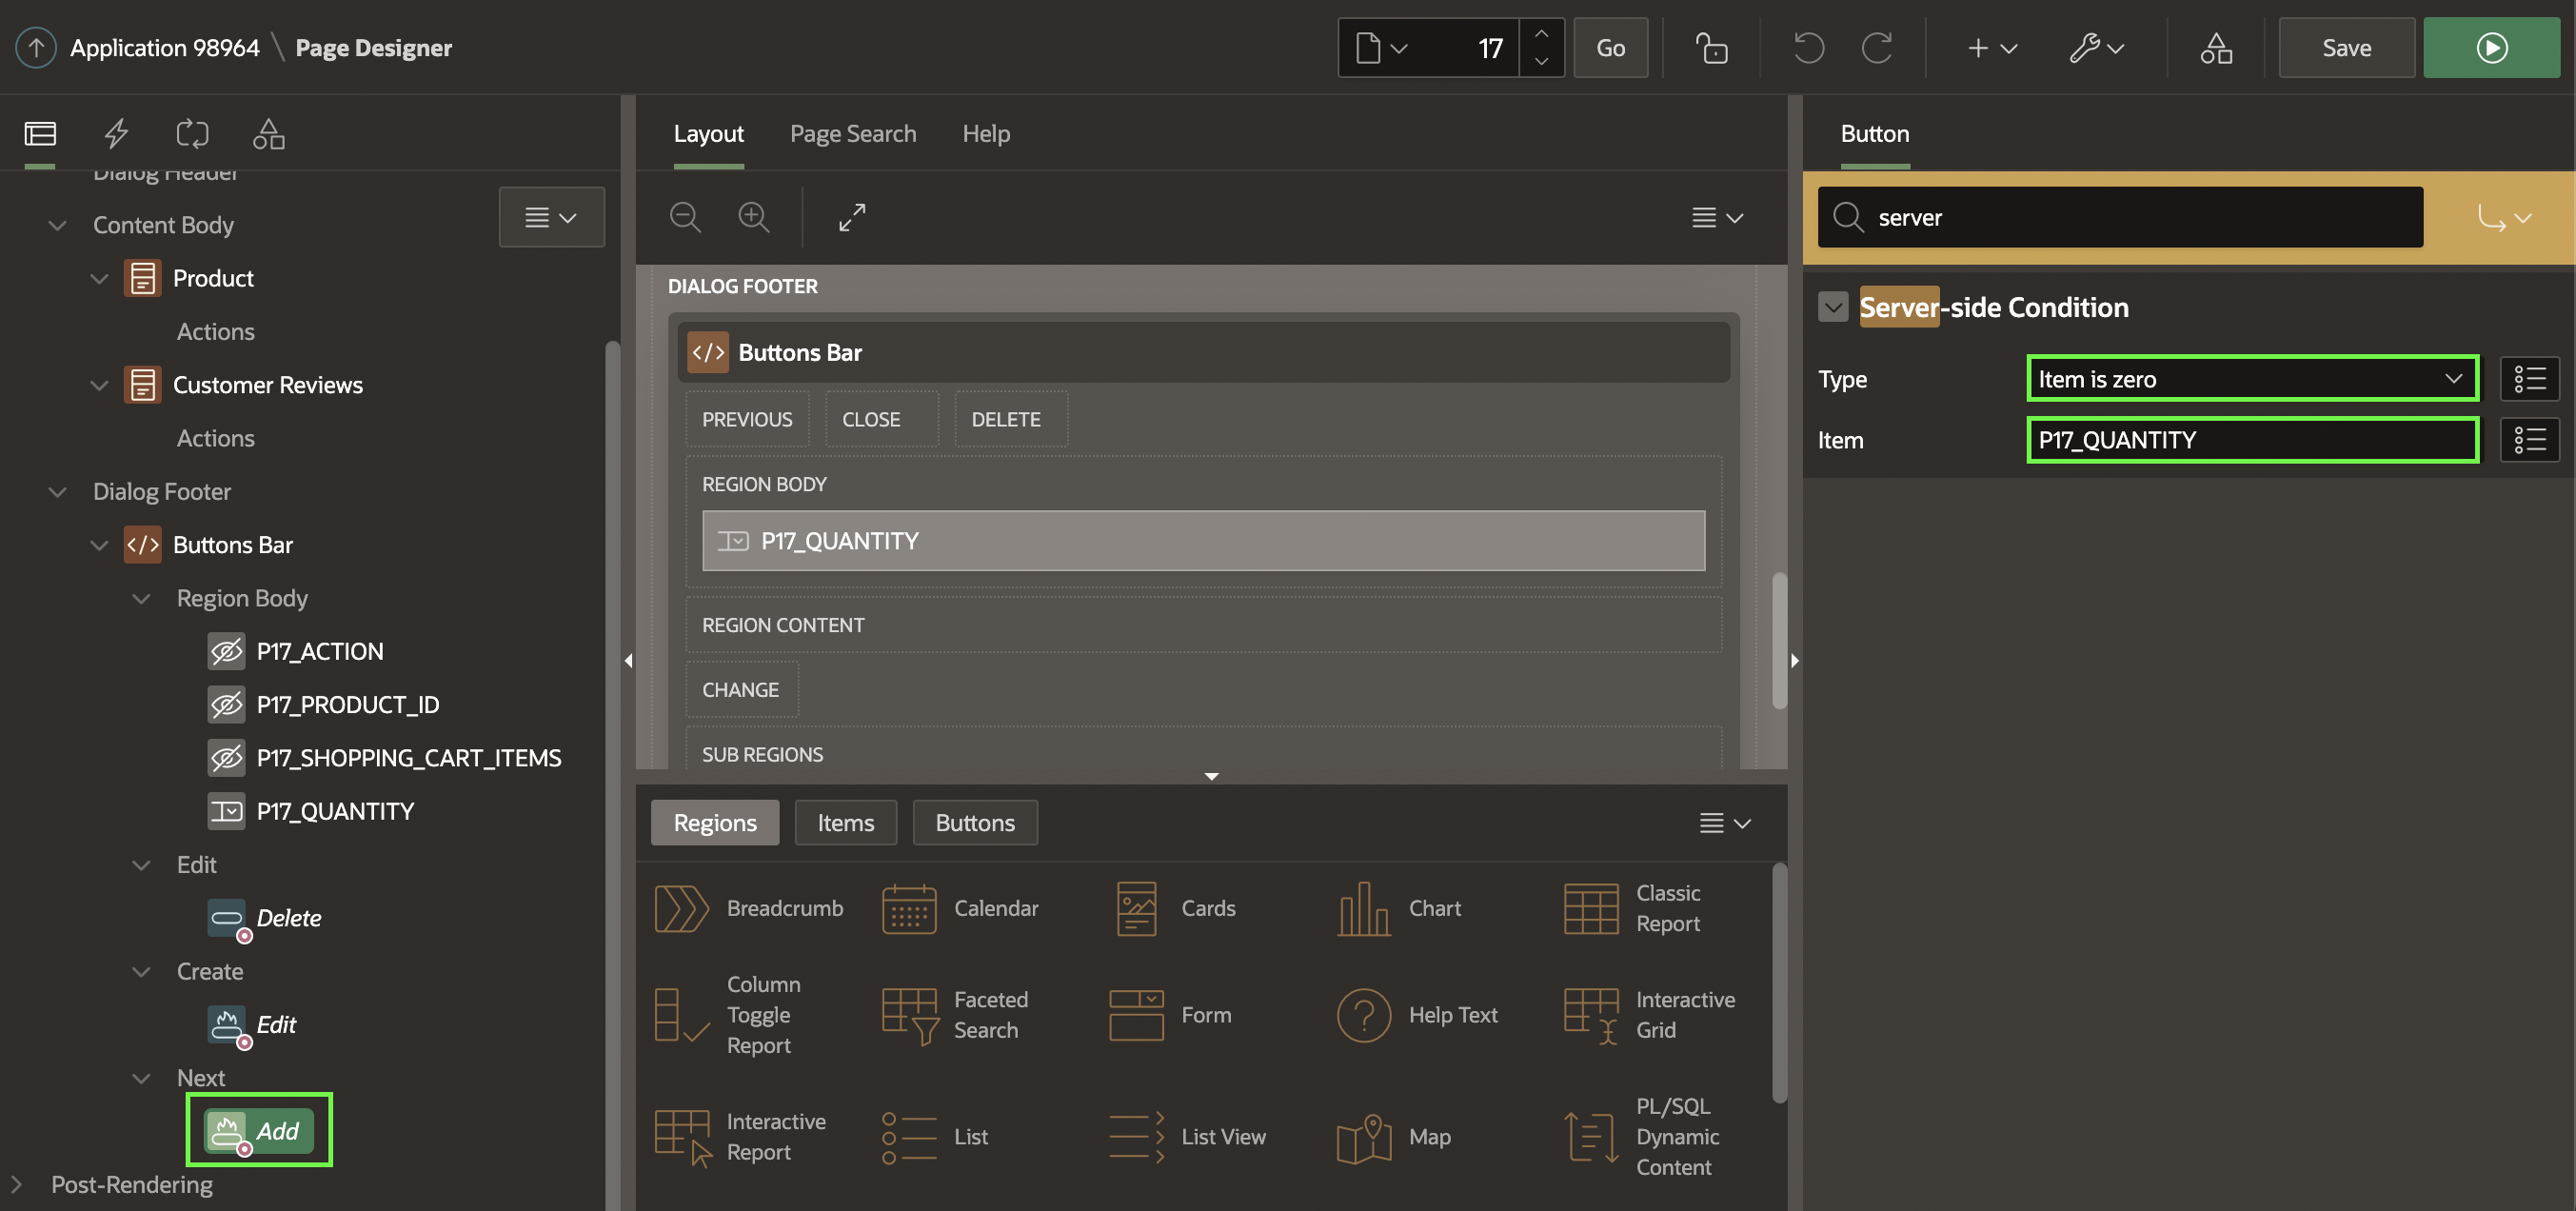 Application 98964 \ Page Designer
17
Go
Save
Dialog Header
Content Body
Product
Actions
Customer Reviews
Actions
Dialog Footer
Buttons Bar
Region Body
P17_ACTION
P17_PRODUCT_ID
P17_SHOPPING_CART_ITEMS
P17_QUANTITY
Edit
Delete
Create
Edit
Next
Add
Post-Rendering
Layout Page Search Help
DIALOG FOOTER
Buttons Bar
PREVIOUS CLOSE DELETE
REGION BODY
P17_QUANTITY
REGION CONTENT
CHANGE
SUB REGIONS
Regions Items Buttons
Breadcrumb
Calendar
Cards
Chart
Classic
Report
Column
Toggle
Report
Faceted
Search
Form
Help Text
Interactive
Grid
Interactive
Report
List
List View
Map
PL/SQL
Dynamic
Content
Button
server
Server-side Condition
Type Item is zero
Item P17_QUANTITY